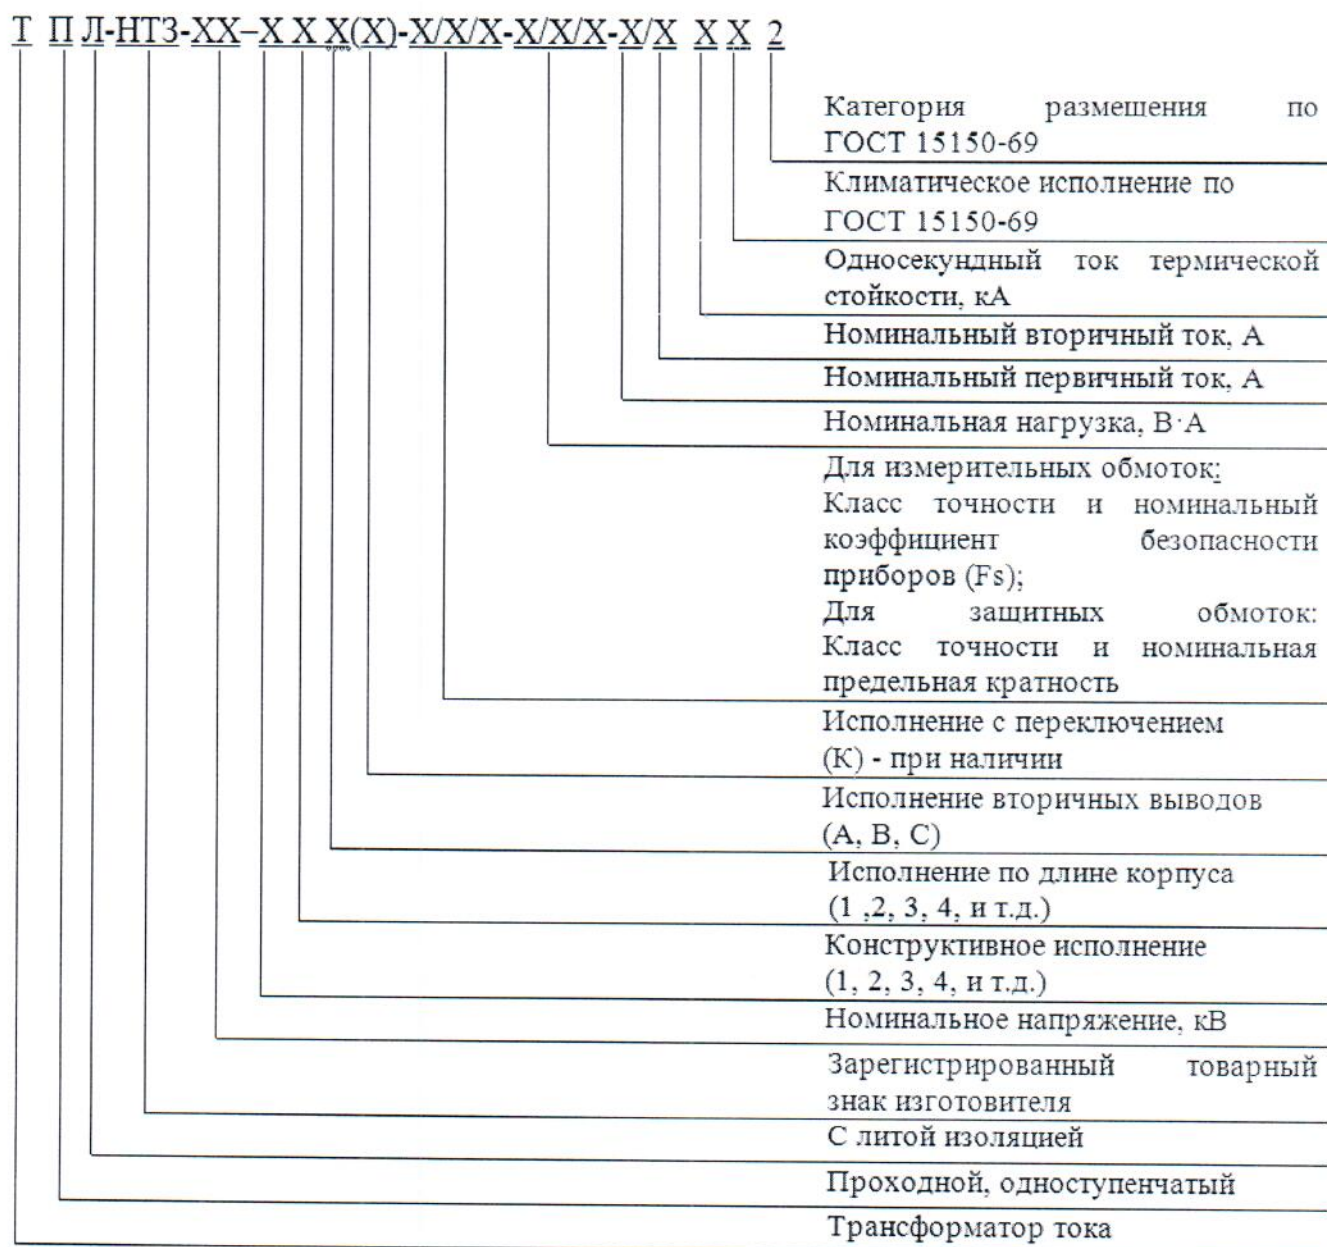 Т П Л-НТЗ-ХХ–Х Х Х(Х)-Х/Х/Х-Х/Х/Х-Х/Х Х Х 2
Категория размещения по
ГОСТ 15150-69
Климатическое исполнение по
ГОСТ 15150-69
Односекундный ток термической
стойкости, кА
Номинальный вторичный ток, А
Номинальный первичный ток, А
Номинальная нагрузка, В·А
Для измерительных обмоток:
Класс точности и номинальный
коэффициент безопасности
приборов (Fs);
Для защитных обмоток:
Класс точности и номинальная
предельная кратность
Исполнение с переключением
(К) - при наличии
Исполнение вторичных выводов
(А, В, С)
Исполнение по длине корпуса
(1 ,2, 3, 4, и т.д.)
Конструктивное исполнение
(1, 2, 3, 4, и т.д.)
Номинальное напряжение, кВ
Зарегистрированный товарный
знак изготовителя
С литой изоляцией
Проходной, одноступенчатый
Трансформатор тока